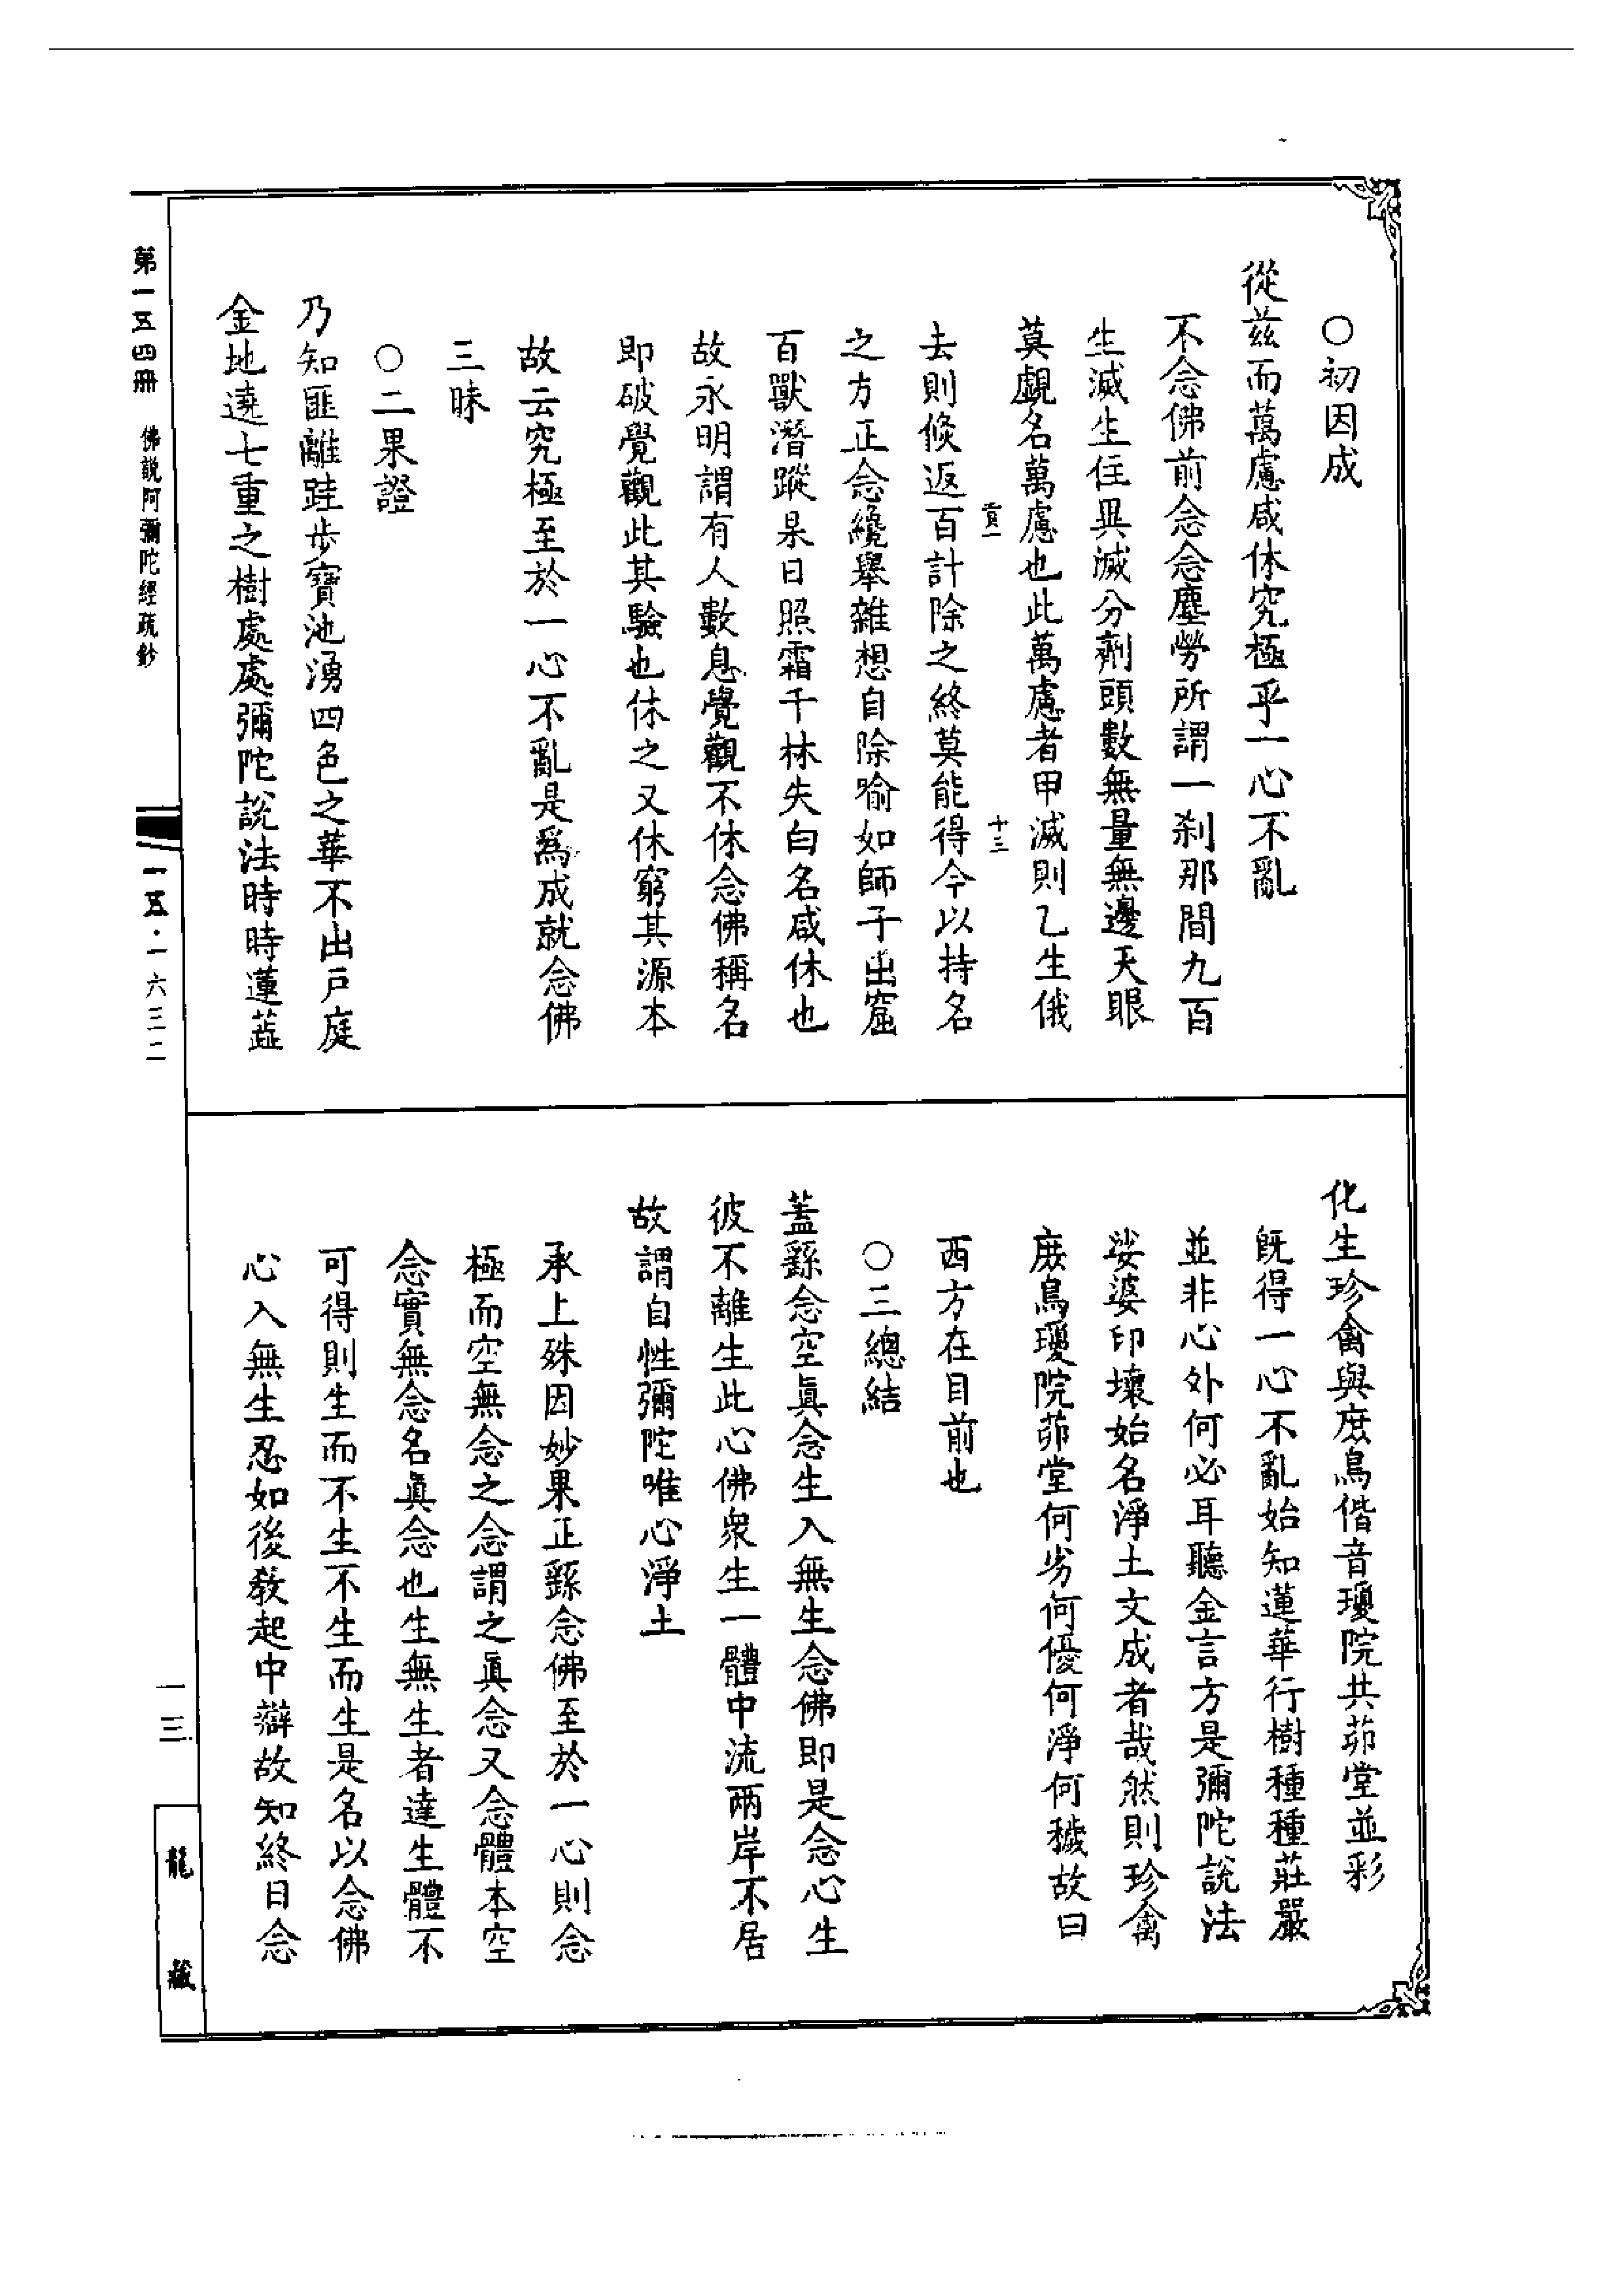 ○初因成
從茲而萬慮咸休究極乎一心不亂
不念佛前念念塵勞所謂一刹那間九百
生滅生住異滅分劑頭數無量無邊天眼
莫覷名萬慮也此萬慮者甲滅則乙生俄
去則倐返百計除之終莫能得今以持名
之方正念纔舉雜想自除喻如師子出窟
百獸潛蹤杲日照霜千林失白名咸休也
故永明謂有人數息覺觀不休念佛稱名
即破覺觀此其驗也休之又休窮其源本
故云究極至於一心不亂是爲成就念佛
三昧
○二果證
乃知匪離跬步寶池湧四色之華不出戸庭
金地遶七重之樹處處彌陀説法時時蓮蕋
化生珍禽與庶鳥偕音瓊院共茆堂並彩
既得一心不亂始知蓮華行樹種種莊嚴
並非心外何必耳聽金言方是彌陀説法
娑婆印壞始名淨土文成者哉然則珍禽
庶鳥瓊院茆堂何劣何優何淨何穢故曰
西方在目前也
○三總結
蓋繇念空眞念生入無生念佛即是念心生
彼不離生此心佛衆生一體中流兩岸不居
故謂自性彌陀唯心淨土
承上殊因妙果正繇念佛至於一心則念
極而空無念之念謂之眞念又念體本空
念實無念名眞念也生無生者達生體不
可得則生而不生不生而生是名以念佛
心入無生忍如後教起中辯故知終日念
十三
第一五四冊
佛説阿彌陀經疏鈔
一五·一六三二
一三
龍藏